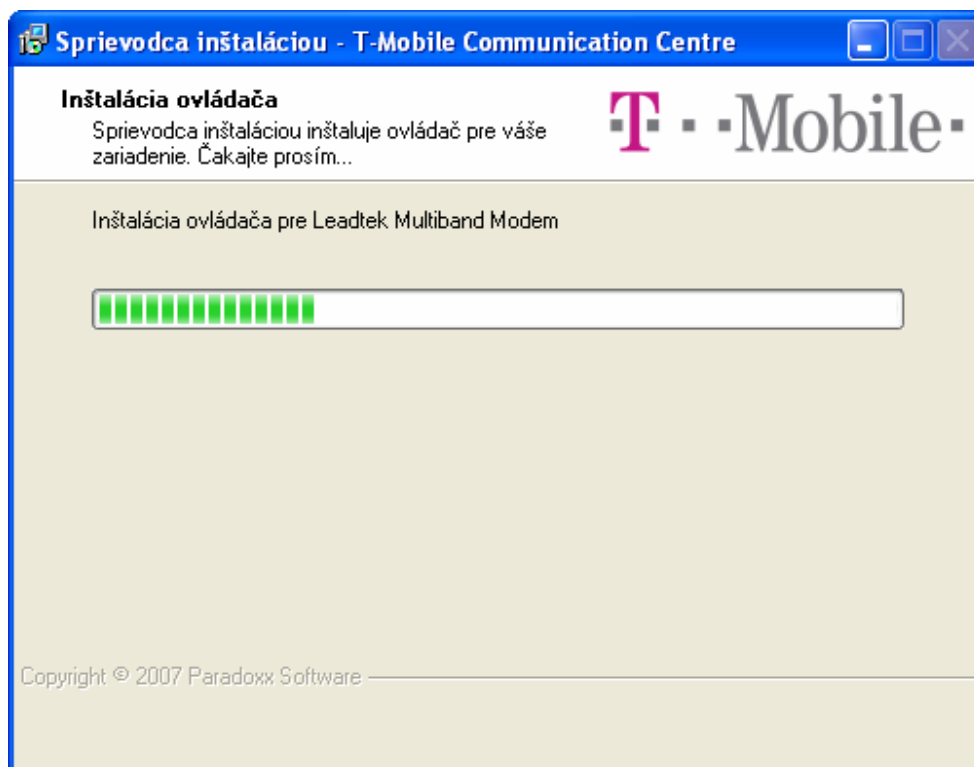 Sprievodca inštaláciou - T-Mobile Communication Centre
Inštalácia ovládača
Sprievodca inštaláciou inštaluje ovládač pre váše
zariadenie. Čakajte prosím...
T · · Mobile ·
Inštalácia ovládača pre Leadtek Multiband Modem
Copyright © 2007 Paradoxx Software